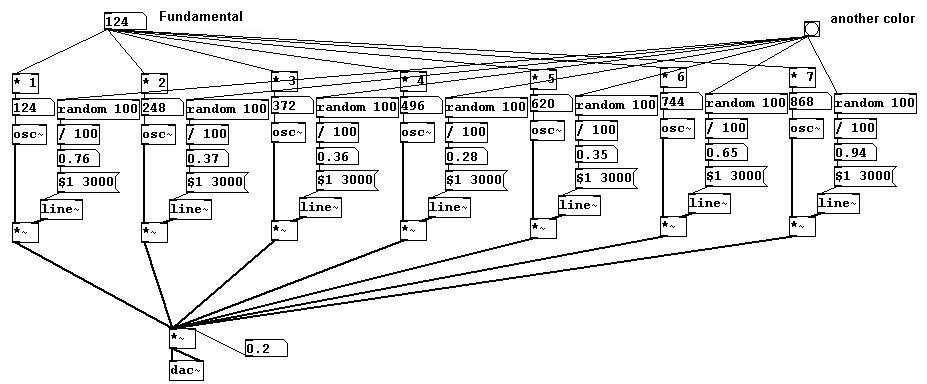 124 Fundamental another color
* 1 * 2 * 3 * 4 * 5 * 6 * 7
124 random 100 248 random 100 372 random 100 496 random 100 620 random 100 744 random 100 868 random 100
osc~ / 100 osc~ / 100 osc~ / 100 osc~ / 100 osc~ / 100 osc~ / 100 osc~ / 100
0.76 0.37 0.36 0.28 0.35 0.65 0.94
$1 3000 $1 3000 $1 3000 $1 3000 $1 3000 $1 3000 $1 3000
line~ line~ line~ line~ line~ line~ line~
*~ *~ *~ *~ *~ *~ *~
*~ 0.2
dac~